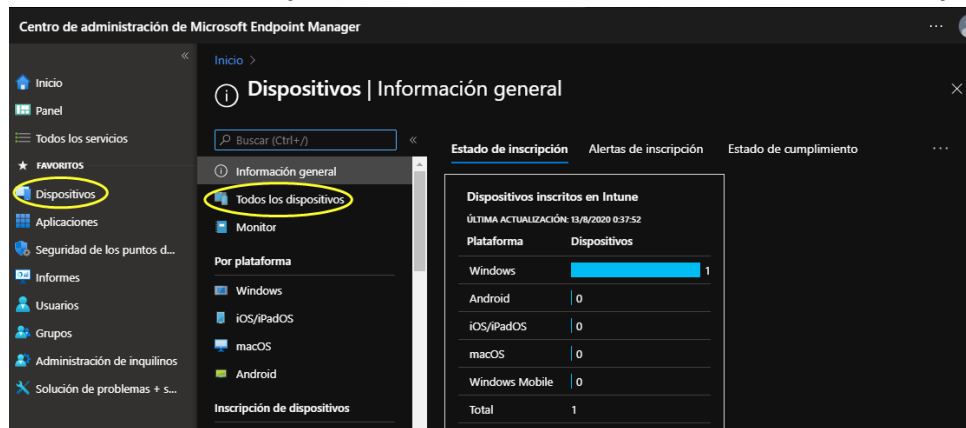 Centro de administración de Microsoft Endpoint Manager
Inicio >
Inicio
Panel
Todos los servicios
FAVORITOS
Dispositivos
Aplicaciones
Seguridad de los puntos d...
Informes
Usuarios
Grupos
Administración de inquilinos
Solución de problemas + s...
Dispositivos | Información general
Buscar (Ctrl+/)
Información general
Todos los dispositivos
Monitor
Por plataforma
Windows
iOS/iPadOS
macOS
Android
Inscripción de dispositivos
Estado de inscripción Alertas de inscripción Estado de cumplimiento
Dispositivos inscritos en Intune
ÚLTIMA ACTUALIZACIÓN: 13/8/2020 0:37:52
Plataforma Dispositivos
Windows 1
Android 0
iOS/iPadOS 0
macOS 0
Windows Mobile 0
Total 1